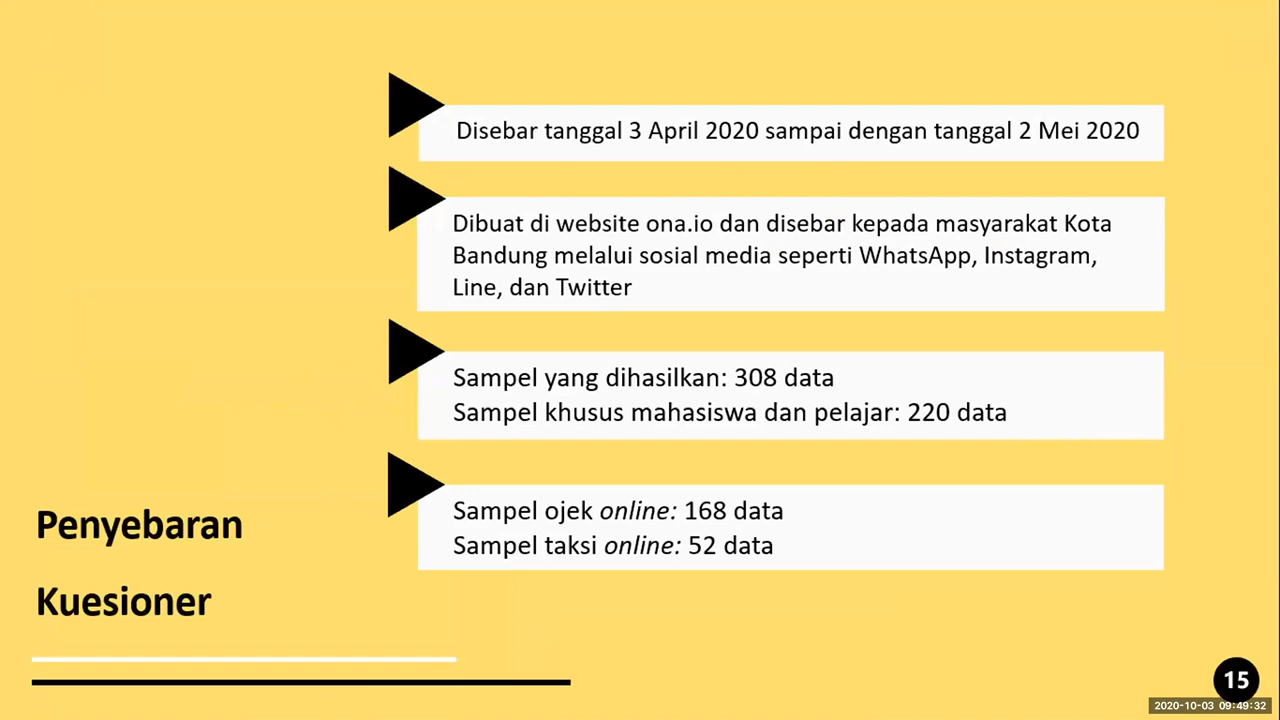 Disebar tanggal 3 April 2020 sampai dengan tanggal 2 Mei 2020
Dibuat di website ona.io dan disebar kepada masyarakat Kota
Bandung melalui sosial media seperti WhatsApp, Instagram,
Line, dan Twitter
Sampel yang dihasilkan: 308 data
Sampel khusus mahasiswa dan pelajar: 220 data
Sampel ojek online: 168 data
Sampel taksi online: 52 data
Penyebaran
Kuesioner
15
2020-10-03 09:49:32